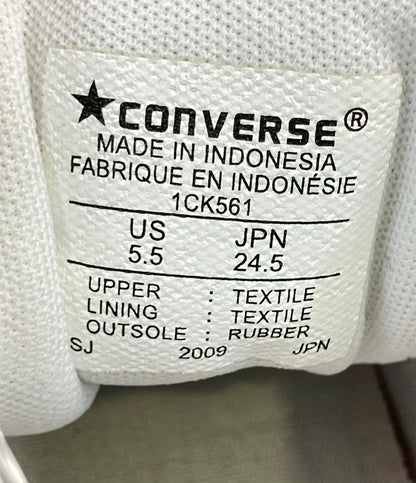 ★CONVERSE®
MADE IN INDONESIA
FABRIQUE EN INDONÉSIE
1CK561
US JPN
5.5 24.5
UPPER : TEXTILE
LINING : TEXTILE
OUTSOLE : RUBBER
SJ 2009 JPN